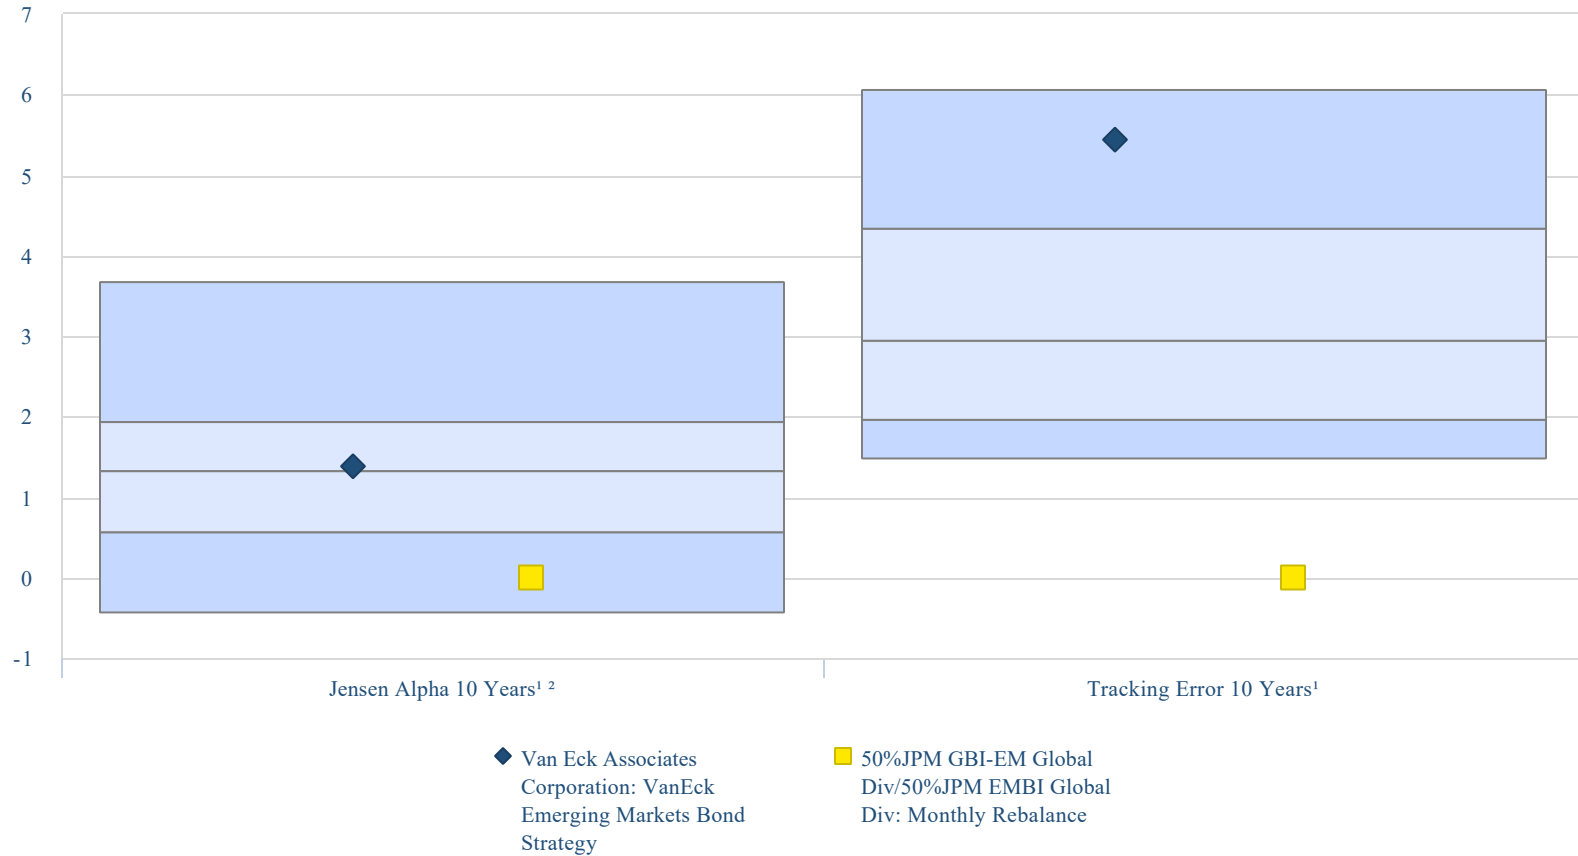 7
6
5
4
3
2
1
0
-1
Jensen Alpha 10 Years¹ ²
Tracking Error 10 Years¹
Van Eck Associates
Corporation: VanEck
Emerging Markets Bond
Strategy
50%JPM GBI-EM Global
Div/50%JPM EMBI Global
Div: Monthly Rebalance